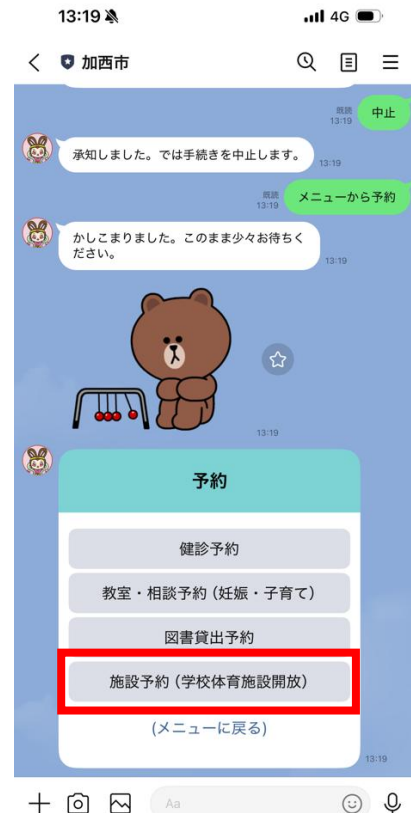 13:19
4G
加西市
既読
13:19
中止
承知しました。では手続きを中止します。
13:19
既読
13:19
メニューから予約
かしこまりました。このまま少々お待ちく
ださい。
13:19
13:19
予約
健診予約
教室・相談予約（妊娠・子育て）
図書貸出予約
施設予約（学校体育施設開放）
(メニューに戻る)
13:19
Aa